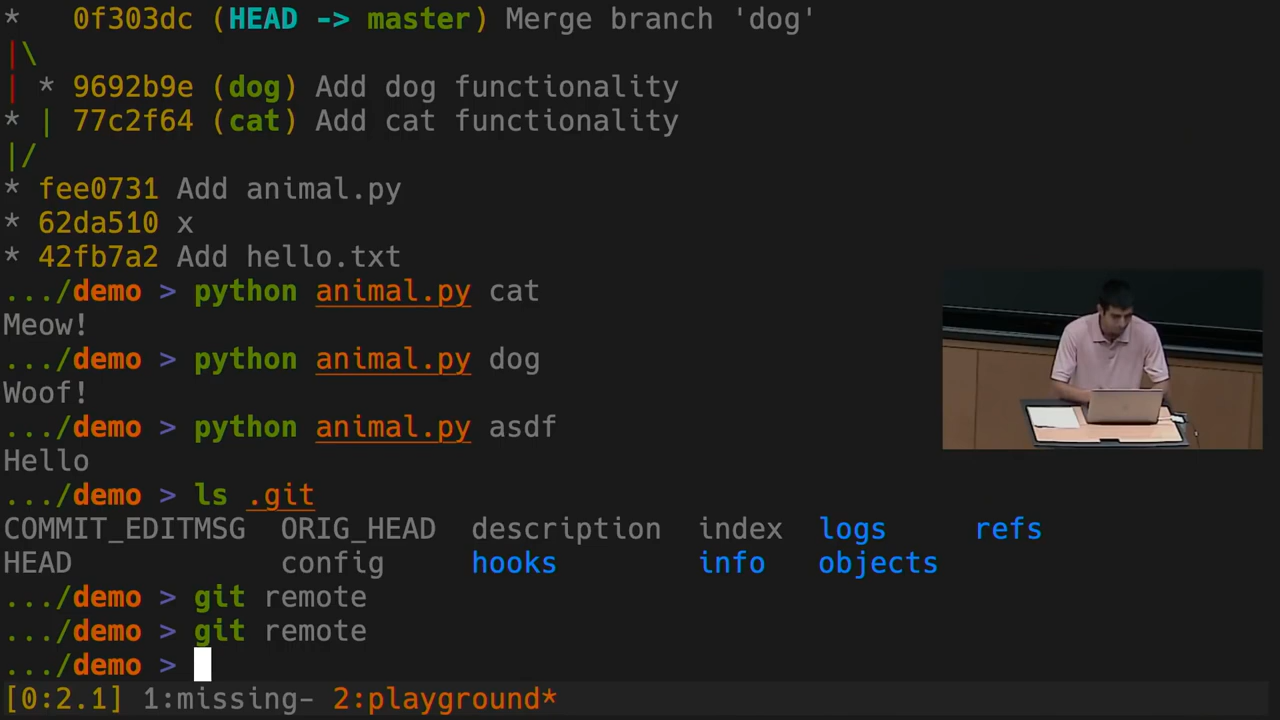 *   0f303dc (HEAD -> master) Merge branch 'dog'
|\
| * 9692b9e (dog) Add dog functionality
* | 77c2f64 (cat) Add cat functionality
|/
* fee0731 Add animal.py
* 62da510 x
* 42fb7a2 Add hello.txt
.../demo > python animal.py cat
Meow!
.../demo > python animal.py dog
Woof!
.../demo > python animal.py asdf
Hello
.../demo > ls .git
COMMIT_EDITMSG  ORIG_HEAD  description  index  logs  refs
HEAD  config  hooks  info  objects
.../demo > git remote
.../demo > git remote
.../demo >
[0:2.1] 1:missing- 2:playground*